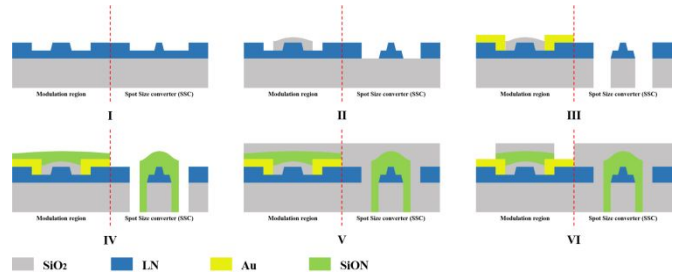 Modulation region Spot Size converter (SSC)
I
Modulation region Spot Size converter (SSC)
II
Modulation region Spot Size converter (SSC)
III
Modulation region Spot Size converter (SSC)
IV
Modulation region Spot Size converter (SSC)
V
Modulation region Spot Size converter (SSC)
VI
SiO₂ LN Au SiON